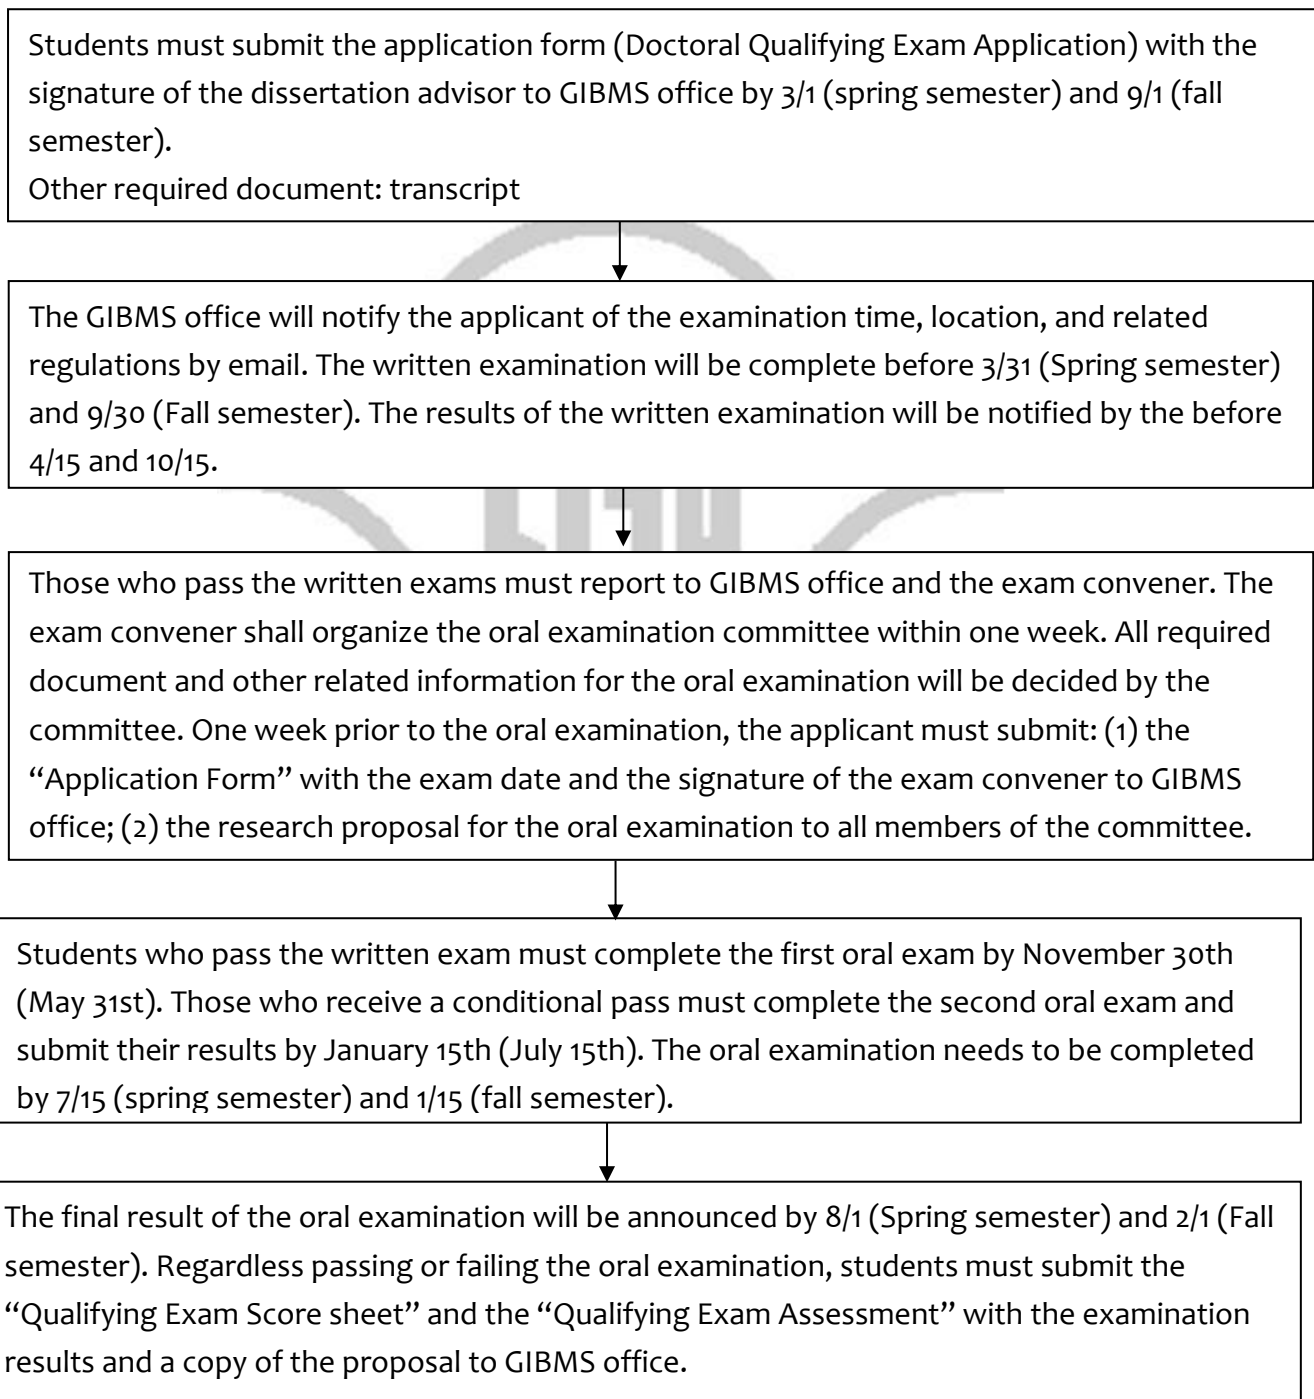 Students must submit the application form (Doctoral Qualifying Exam Application) with the
signature of the dissertation advisor to GIBMS office by 3/1 (spring semester) and 9/1 (fall
semester).
Other required document: transcript
The GIBMS office will notify the applicant of the examination time, location, and related
regulations by email. The written examination will be complete before 3/31 (Spring semester)
and 9/30 (Fall semester). The results of the written examination will be notified by the before
4/15 and 10/15.
Those who pass the written exams must report to GIBMS office and the exam convener. The
exam convener shall organize the oral examination committee within one week. All required
document and other related information for the oral examination will be decided by the
committee. One week prior to the oral examination, the applicant must submit: (1) the
“Application Form” with the exam date and the signature of the exam convener to GIBMS
office; (2) the research proposal for the oral examination to all members of the committee.
Students who pass the written exam must complete the first oral exam by November 30th
(May 31st). Those who receive a conditional pass must complete the second oral exam and
submit their results by January 15th (July 15th). The oral examination needs to be completed
by 7/15 (spring semester) and 1/15 (fall semester).
The final result of the oral examination will be announced by 8/1 (Spring semester) and 2/1 (Fall
semester). Regardless passing or failing the oral examination, students must submit the
“Qualifying Exam Score sheet” and the “Qualifying Exam Assessment” with the examination
results and a copy of the proposal to GIBMS office.